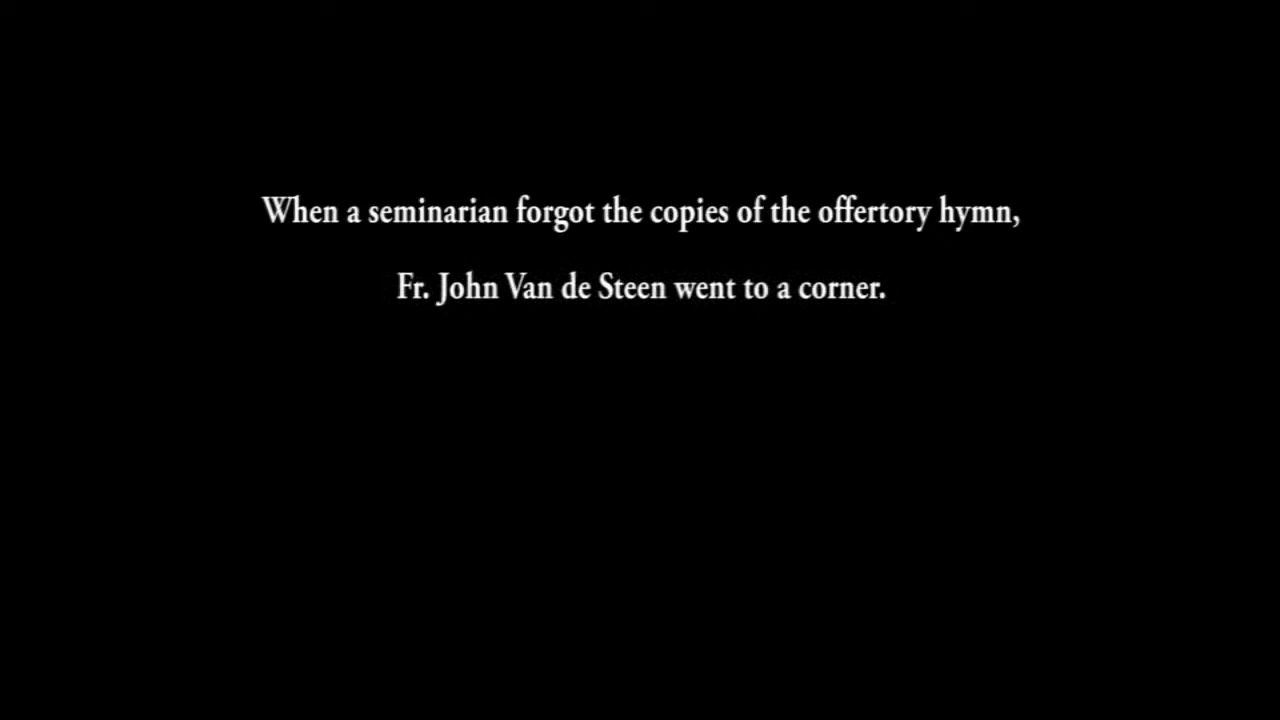 When a seminarian forgot the copies of the offertory hymn,
Fr. John Van de Steen went to a corner.